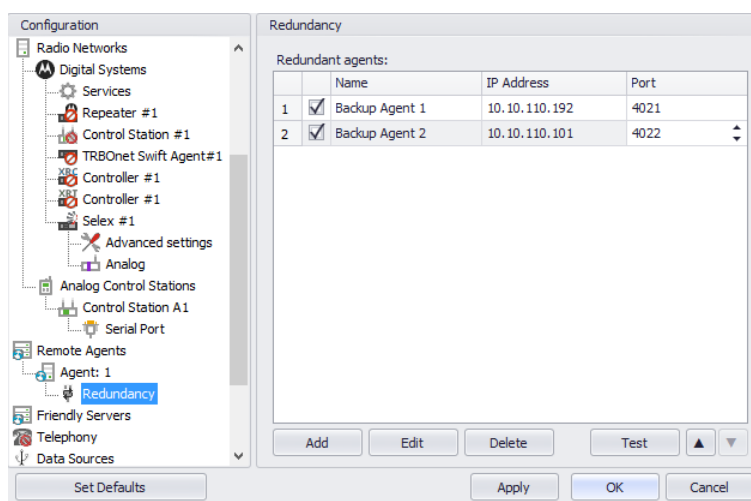 Configuration
Radio Networks
Digital Systems
Services
Repeater #1
Control Station #1
TRBOnet Swift Agent#1
XRC
Controller #1
XRT
Controller #1
Selex #1
Advanced settings
Analog
Analog Control Stations
Control Station A1
Serial Port
Remote Agents
Agent: 1
Redundancy
Friendly Servers
Telephony
Data Sources
Set Defaults
Redundancy
Redundant agents:
Name IP Address Port
1 Backup Agent 1 10.10.110.192 4021
2 Backup Agent 2 10.10.110.101 4022
Add Edit Delete Test
Apply OK Cancel